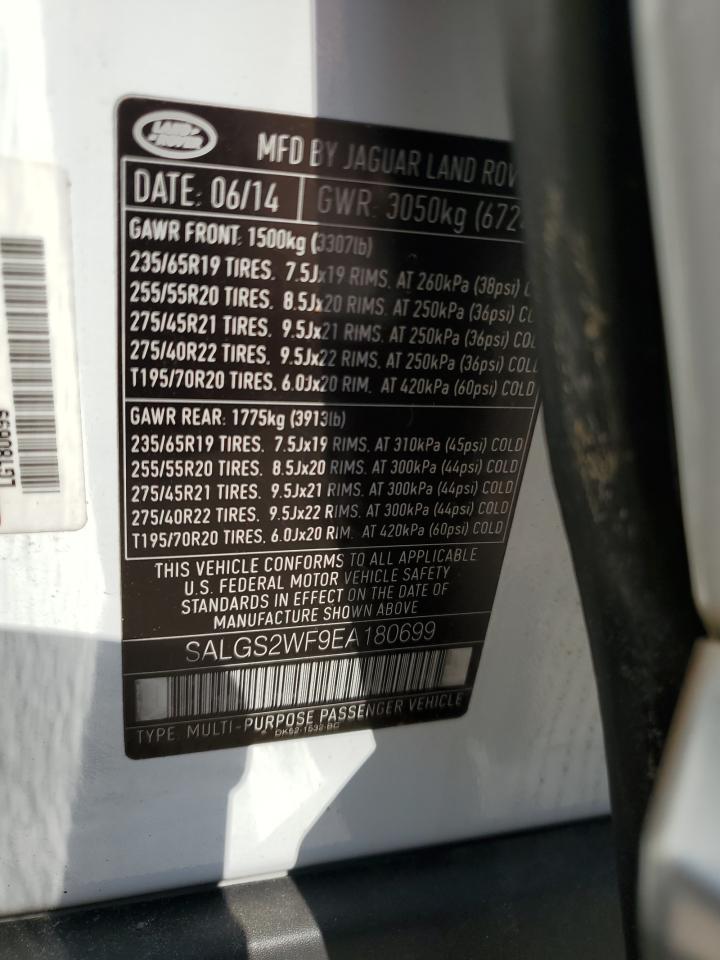 LAND ROVER
MFD BY JAGUAR LAND
DATE: 06/14 GWR: 3050kg
GAWR FRONT: 1500kg (3307lb)
235/65R19 TIRES. 7.5Jx19 RIMS. AT 260kPa (38psi)
255/55R20 TIRES. 8.5Jx20 RIMS. AT 250kPa (36psi)
275/45R21 TIRES. 9.5Jx21 RIMS. AT 250kPa (36psi)
275/40R22 TIRES. 9.5Jx22 RIMS. AT 250kPa (36psi)
T195/70R20 TIRES. 6.0Jx20 RIM. AT 420kPa (60psi) COLD
GAWR REAR: 1775kg (3913lb)
235/65R19 TIRES. 7.5Jx19 RIMS. AT 310kPa (45psi) COLD
255/55R20 TIRES. 8.5Jx20 RIMS. AT 300kPa (44psi) COLD
275/45R21 TIRES. 9.5Jx21 RIMS. AT 300kPa (44psi) COLD
275/40R22 TIRES. 9.5Jx22 RIMS. AT 300kPa (44psi) COLD
T195/70R20 TIRES. 6.0Jx20 RIM. AT 420kPa (60psi) COLD
THIS VEHICLE CONFORMS TO ALL APPLICABLE
U.S. FEDERAL MOTOR VEHICLE SAFETY
STANDARDS IN EFFECT ON THE DATE OF
MANUFACTURE SHOWN ABOVE
SALGS2WF9EA180699
TYPE: MULTI-PURPOSE PASSENGER VEHICLE
DK62-1532-BC
LG180699